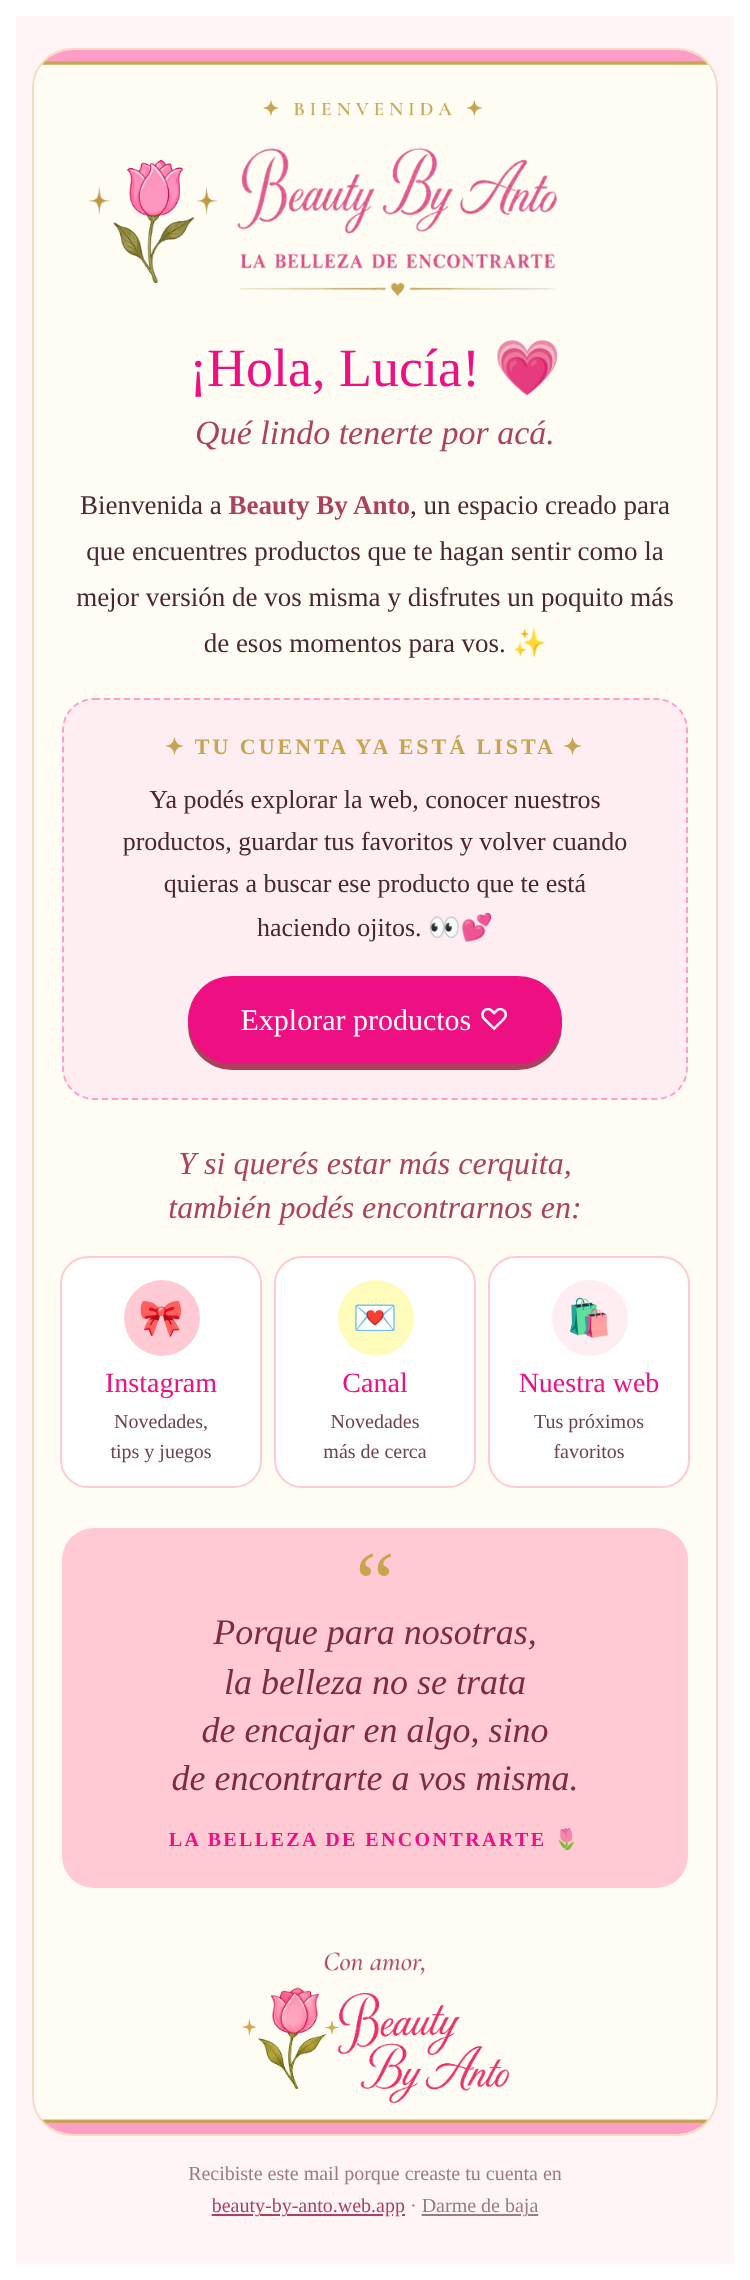 ✦ BIENVENIDA ✦
Beauty By Anto
LA BELLEZA DE ENCONTRARTE
¡Hola, Lucía! 💗
Qué lindo tenerte por acá.
Bienvenida a Beauty By Anto, un espacio creado para
que encuentres productos que te hagan sentir como la
mejor versión de vos misma y disfrutes un poquito más
de esos momentos para vos. ✨
✦ TU CUENTA YA ESTÁ LISTA ✦
Ya podés explorar la web, conocer nuestros
productos, guardar tus favoritos y volver cuando
quieras a buscar ese producto que te está
haciendo ojitos. 👀💕
Explorar productos ♡
Y si querés estar más cerquita,
también podés encontrarnos en:
Instagram
Novedades,
tips y juegos
Canal
Novedades
más de cerca
Nuestra web
Tus próximos
favoritos
“
Porque para nosotras,
la belleza no se trata
de encajar en algo, sino
de encontrarte a vos misma.
LA BELLEZA DE ENCONTRARTE 🌷
Con amor,
Beauty
By Anto
Recibiste este mail porque creaste tu cuenta en
beauty-by-anto.web.app · Darme de baja